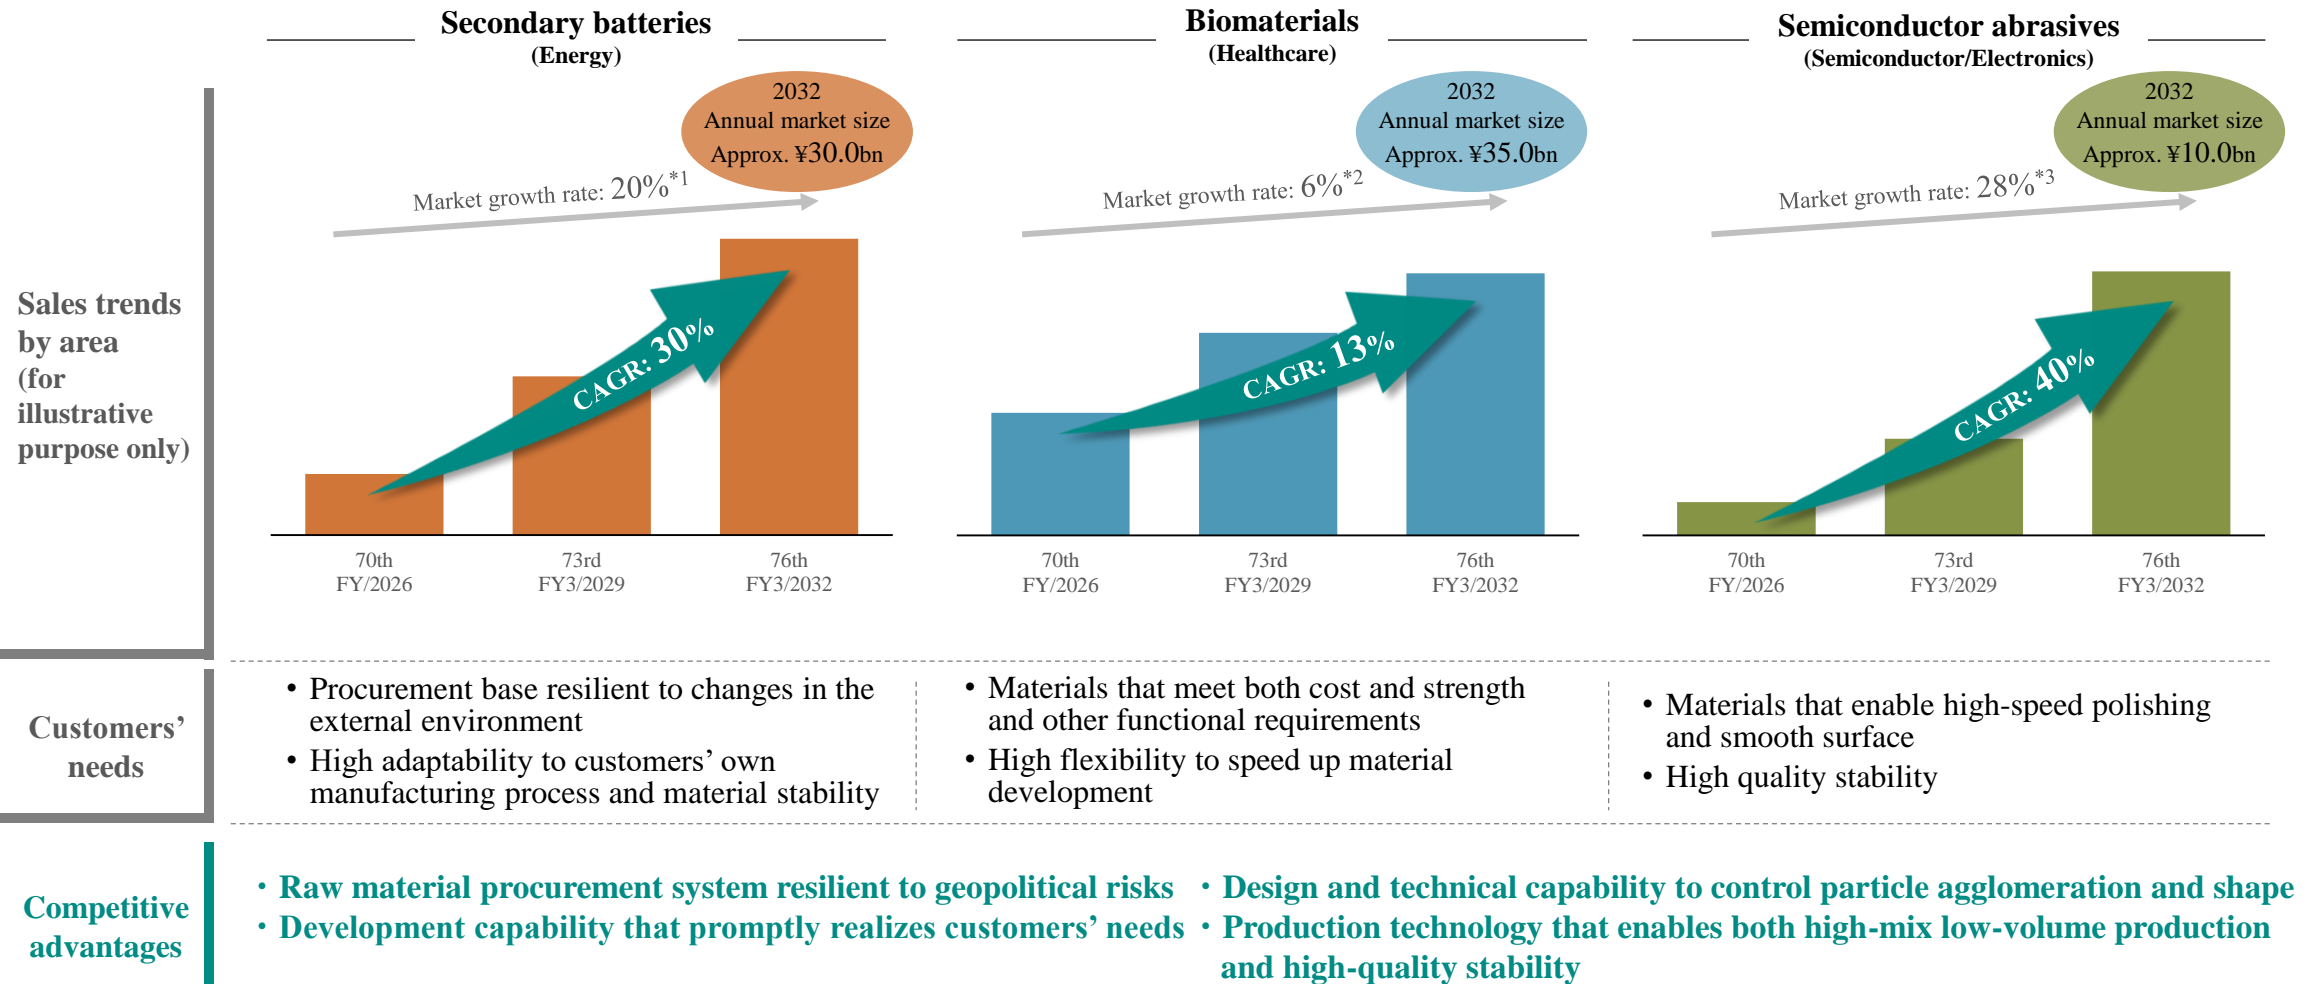 Secondary batteries
(Energy)
2032
Annual market size
Approx. ¥30.0bn
Market growth rate: 20%*1
CAGR: 30%
70th
FY/2026
73rd
FY3/2029
76th
FY3/2032
Biomaterials
(Healthcare)
2032
Annual market size
Approx. ¥35.0bn
Market growth rate: 6%*2
CAGR: 13%
70th
FY/2026
73rd
FY3/2029
76th
FY3/2032
Semiconductor abrasives
(Semiconductor/Electronics)
2032
Annual market size
Approx. ¥10.0bn
Market growth rate: 28%*3
CAGR: 40%
70th
FY/2026
73rd
FY3/2029
76th
FY3/2032
Sales trends
by area
(for
illustrative
purpose only)
Customers’
needs
• Procurement base resilient to changes in the
external environment
• High adaptability to customers’ own
manufacturing process and material stability
• Materials that meet both cost and strength
and other functional requirements
• High flexibility to speed up material
development
• Materials that enable high-speed polishing
and smooth surface
• High quality stability
Competitive
advantages
・Raw material procurement system resilient to geopolitical risks
・Development capability that promptly realizes customers’ needs
・Design and technical capability to control particle agglomeration and shape
・Production technology that enables both high-mix low-volume production
and high-quality stability